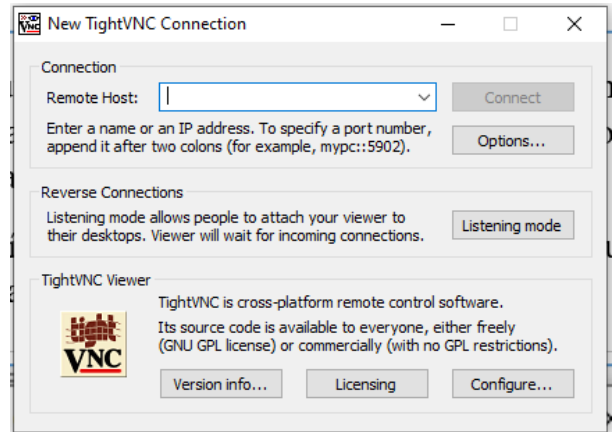 New TightVNC Connection
Connection
Remote Host:
Connect
Enter a name or an IP address. To specify a port number,
append it after two colons (for example, mypc::5902).
Options...
Reverse Connections
Listening mode allows people to attach your viewer to
their desktops. Viewer will wait for incoming connections.
Listening mode
TightVNC Viewer
tight
VNC
TightVNC is cross-platform remote control software.
Its source code is available to everyone, either freely
(GNU GPL license) or commercially (with no GPL restrictions).
Version info...
Licensing
Configure...